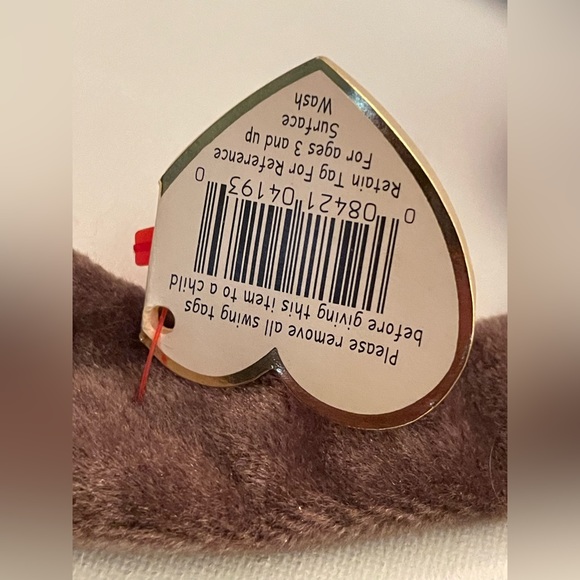 Please remove all swing tags
before giving this item to a child
0 08421 04193 0
Retain Tag For Reference
For ages 3 and up
Surface
Wash